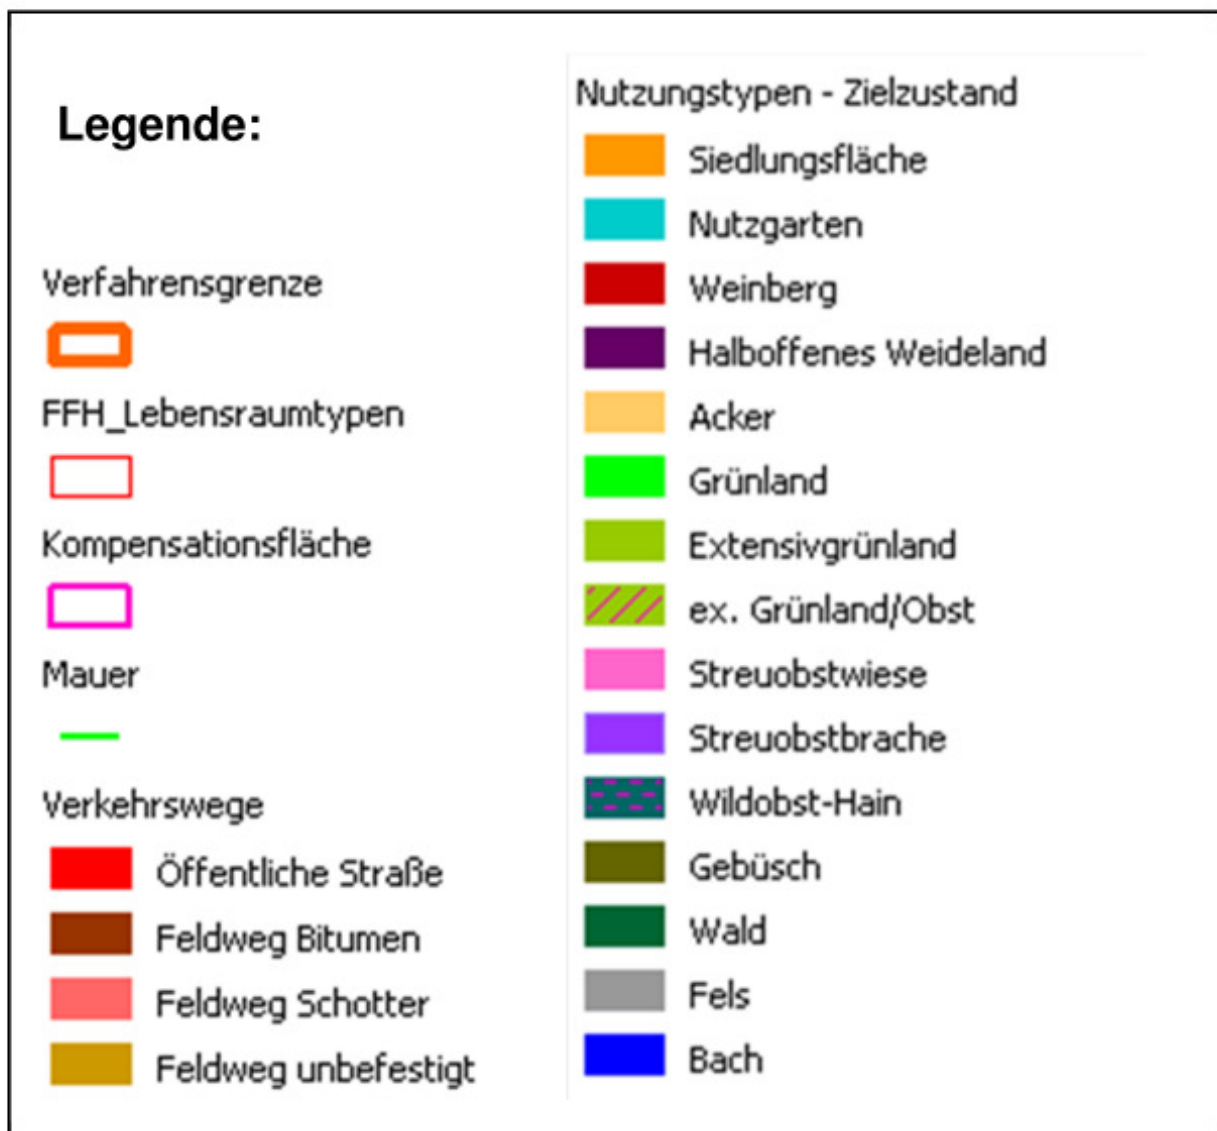 Legende:
Verfahrensgrenze
FFH_Lebensraumtypen
Kompensationsfläche
Mauer
Verkehrswege
Öffentliche Straße
Feldweg Bitumen
Feldweg Schotter
Feldweg unbefestigt
Nutzungstypen - Zielzustand
Siedlungsfläche
Nutzgarten
Weinberg
Halboffenes Weideland
Acker
Grünland
Extensivgrünland
ex. Grünland/Obst
Streuobstwiese
Streuobstbrache
Wildobst-Hain
Gebüsch
Wald
Fels
Bach